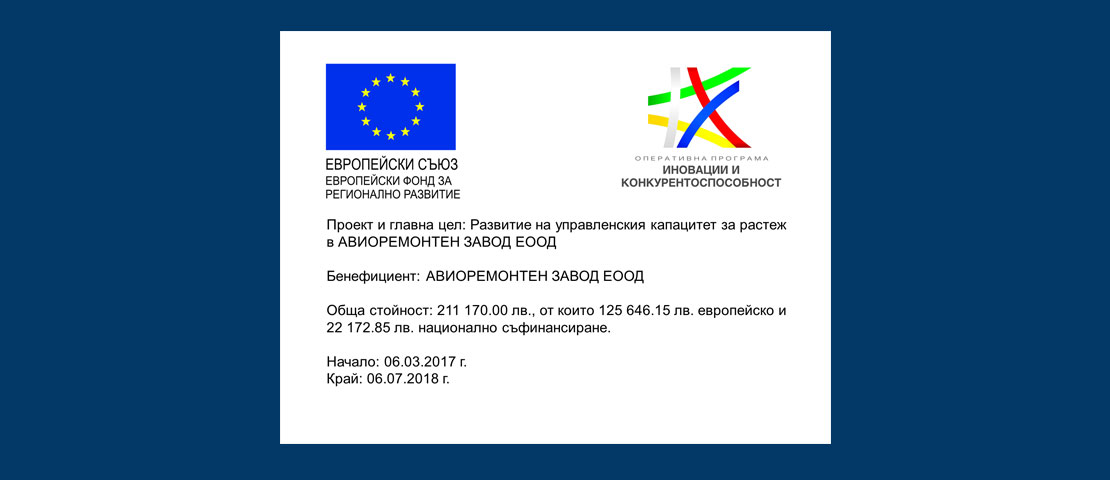 ЕВРОПЕЙСКИ СЪЮЗ
ЕВРОПЕЙСКИ ФОНД ЗА
РЕГИОНАЛНО РАЗВИТИЕ
ОПЕРАТИВНА ПРОГРАМА
ИНОВАЦИИ И
КОНКУРЕНТОСПОСОБНОСТ
Проект и главна цел: Развитие на управленския капацитет за растеж
в АВИОРЕМОНТЕН ЗАВОД ЕООД
Бенефициент: АВИОРЕМОНТЕН ЗАВОД ЕООД
Обща стойност: 211 170.00 лв., от които 125 646.15 лв. европейско и
22 172.85 лв. национално съфинансиране.
Начало: 06.03.2017 г.
Край: 06.07.2018 г.